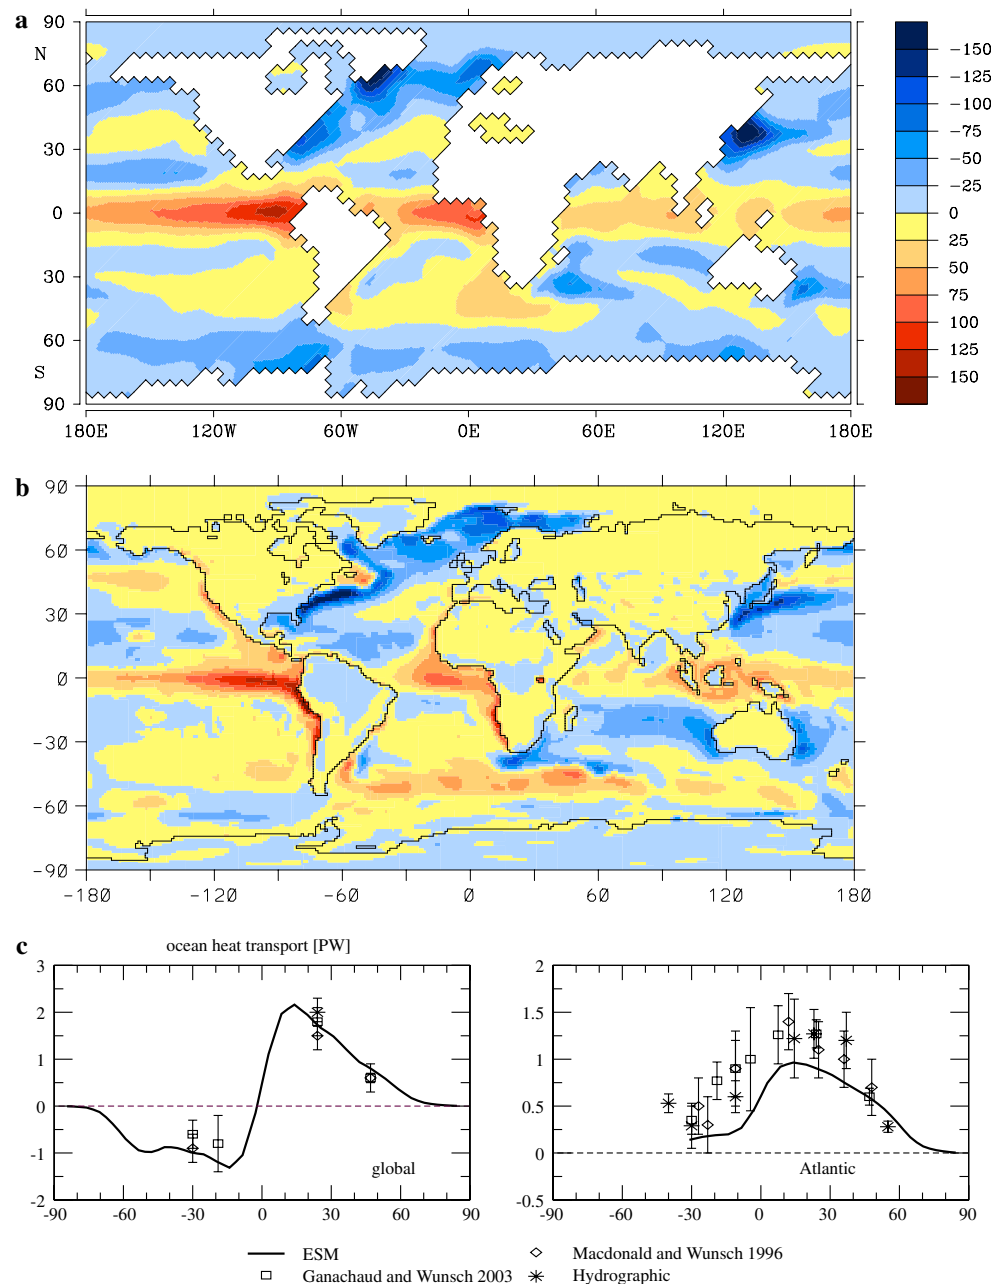 a
90
N
60
30
0
30
60
S
90
180E 120W 60W 0E 60E 120E 180E
-150
-125
-100
-75
-50
-25
0
25
50
75
100
125
150
b
90
60
30
0
-30
-60
-90
-180 -120 -60 0 60 120 180
c
ocean heat transport [PW]
3
2
1
0
-1
-2
-90 -60 -30 0 30 60 90
global
2
1.5
1
0.5
0
-0.5
-90 -60 -30 0 30 60 90
Atlantic
ESM
Ganachaud and Wunsch 2003
Macdonald and Wunsch 1996
Hydrographic